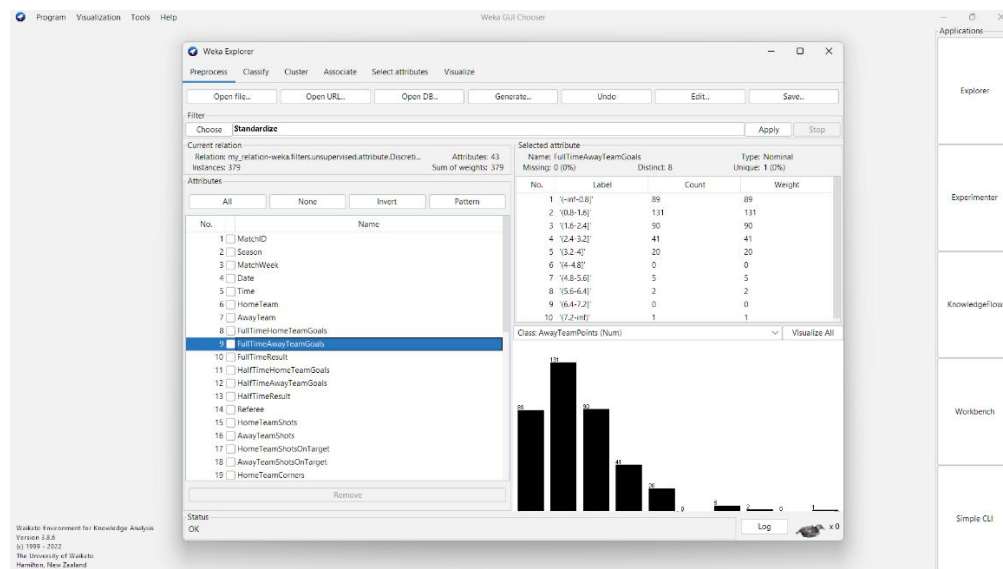 Program Visualization Tools Help
Weka GUI Chooser
Applications
Explorer
Experimenter
KnowledgeFlow
Workbench
Simple CLI
Weka Explorer
Preprocess Classify Cluster Associate Select attributes Visualize
Open file... Open URL... Open DB... Generate... Undo Edit... Save...
Filter
Choose Standardize Apply Stop
Current relation
Relation: my_relation-weka.filters.unsupervised.attribute.Discreti... Attributes: 43
Instances: 379 Sum of weights: 379
Attributes
All None Invert Pattern
No. Name
1 MatchID
2 Season
3 MatchWeek
4 Date
5 Time
6 HomeTeam
7 AwayTeam
8 FullTimeHomeTeamGoals
9 FullTimeAwayTeamGoals
10 FullTimeResult
11 HalfTimeHomeTeamGoals
12 HalfTimeAwayTeamGoals
13 HalfTimeResult
14 Referee
15 HomeTeamShots
16 AwayTeamShots
17 HomeTeamShotsOnTarget
18 AwayTeamShotsOnTarget
19 HomeTeamCorners
Remove
Selected attribute
Name: FullTimeAwayTeamGoals Type: Nominal
Missing: 0 (0%) Distinct: 8 Unique: 1 (0%)
No. Label Count Weight
1 '(-inf-0.8]' 89 89
2 '(0.8-1.6]' 131 131
3 '(1.6-2.4]' 90 90
4 '(2.4-3.2]' 41 41
5 '(3.2-4]' 20 20
6 '(4-4.8]' 0 0
7 '(4.8-5.6]' 5 5
8 '(5.6-6.4]' 2 2
9 '(6.4-7.2]' 0 0
10 '(7.2-inf)' 1 1
Class: AwayTeamPoints (Num) Visualize All
89 131 90 41 20 0 5 2 0 1
Status
OK
Log x 0
Waikato Environment for Knowledge Analysis
Version 3.8.6
(c) 1999 - 2022
The University of Waikato
Hamilton, New Zealand